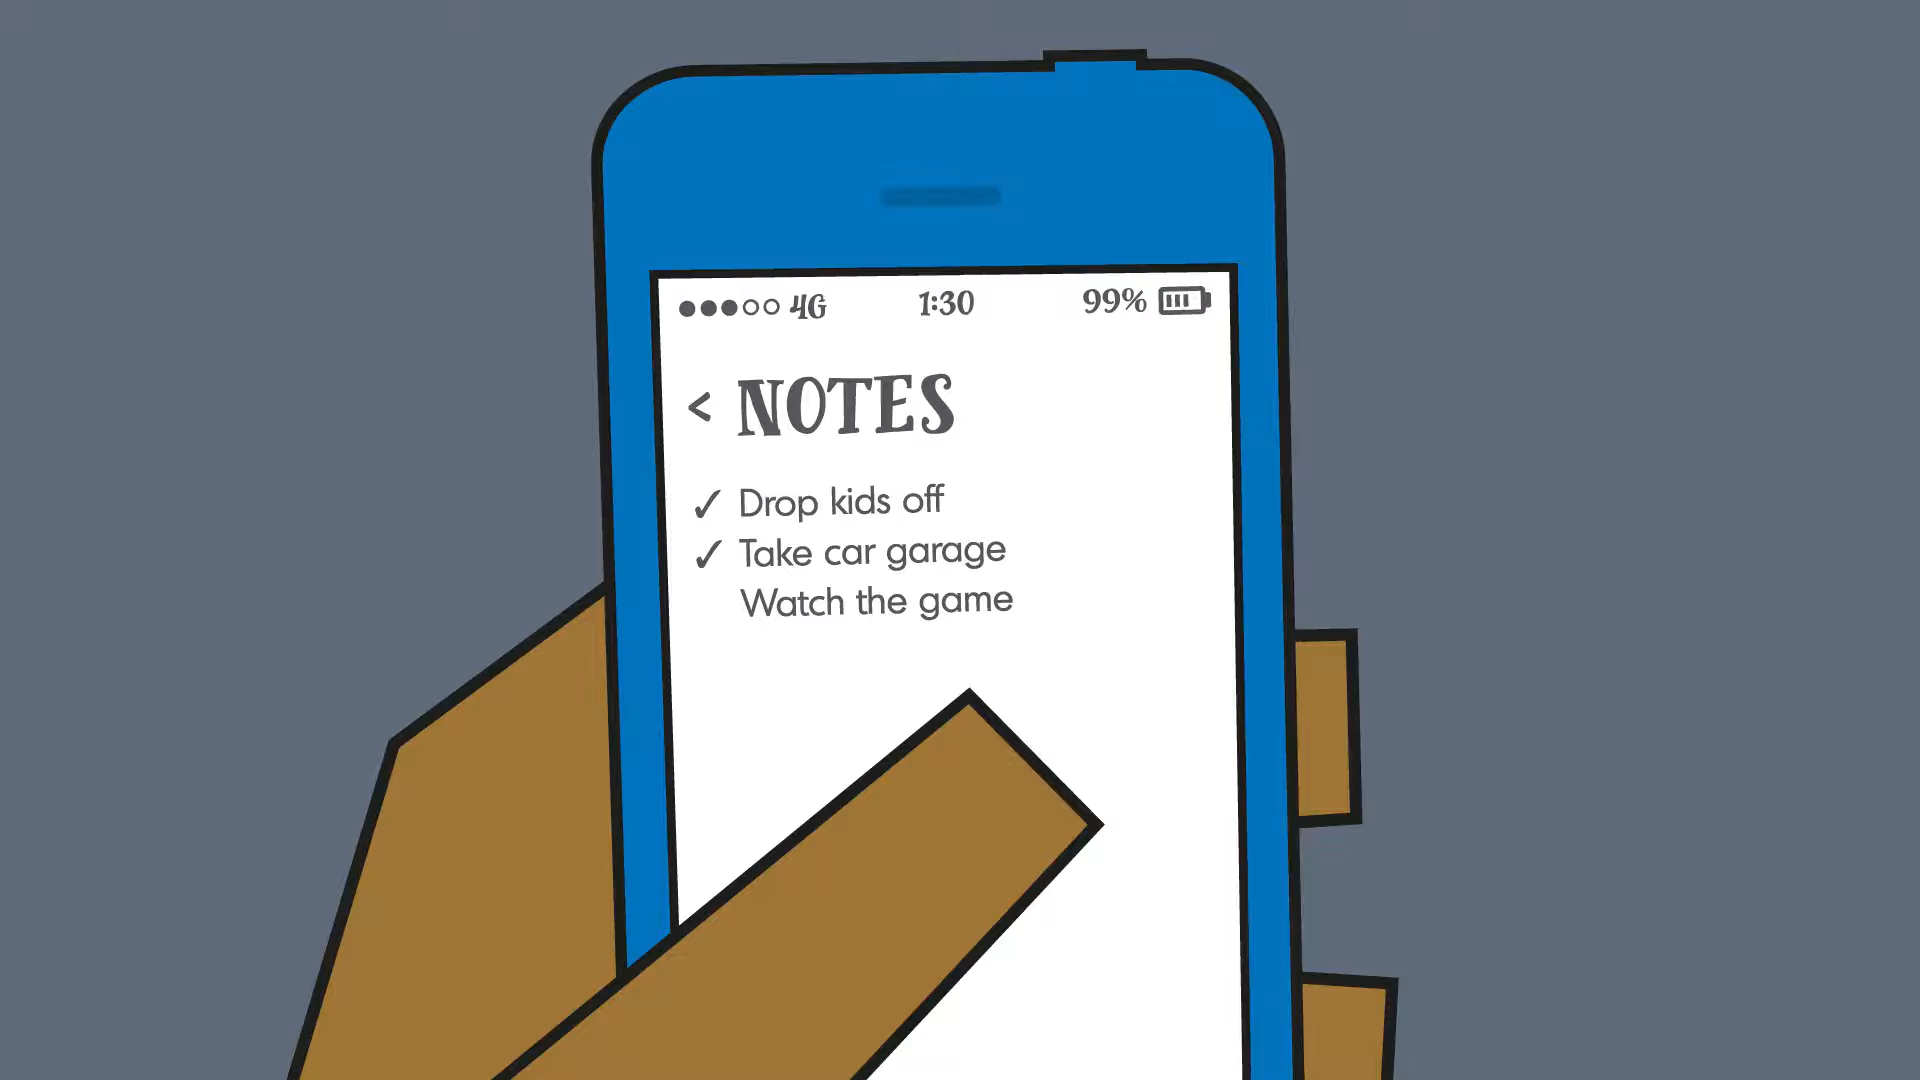 4G 1:30 99%
< NOTES
✓ Drop kids off
✓ Take car garage
Watch the game